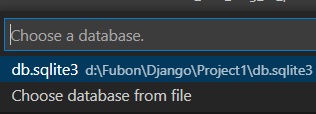 Choose a database.
db.sqlite3 d:\Fubon\Django\Project1\db.sqlite3
Choose database from file